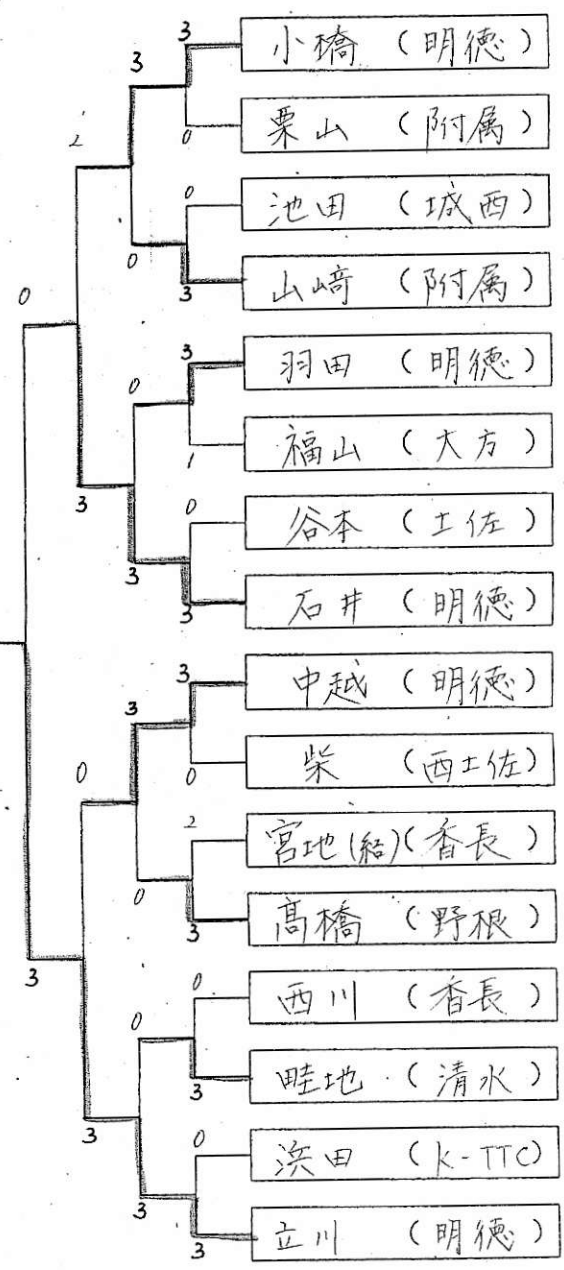 3
3
小橋 (明徳)
2
0
栗山 (附属)
0
池田 (城西)
0
3
山﨑 (附属)
0
3
羽田 (明徳)
0
1
福山 (大方)
3
0
谷本 (土佐)
3
3
石井 (明徳)
3
中越 (明徳)
3
0
0
柴 (西土佐)
2
宮地(結)(香長)
0
3
髙橋 (野根)
3
0
西川 (香長)
0
3
畦地 (清水)
3
0
浜田 (K-TTC)
3
3
立川 (明徳)